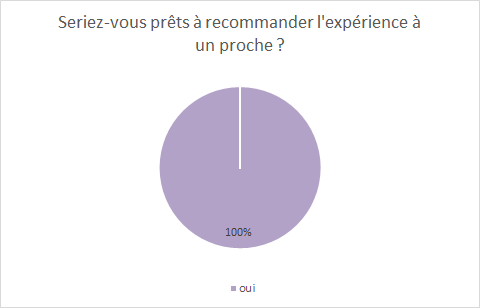 Seriez-vous prêts à recommander l'expérience à
un proche ?
100%
oui